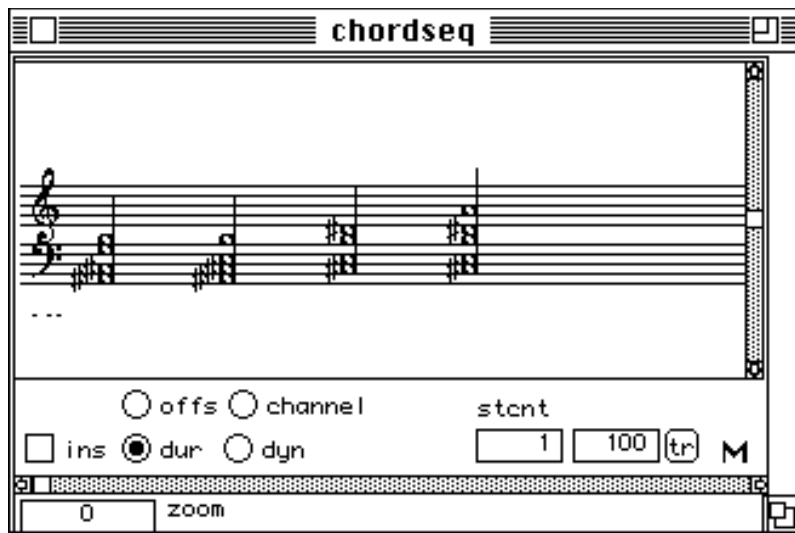 chordseq
- --
offs channel stcnt
ins dur dyn 1 100 tr M
0 zoom